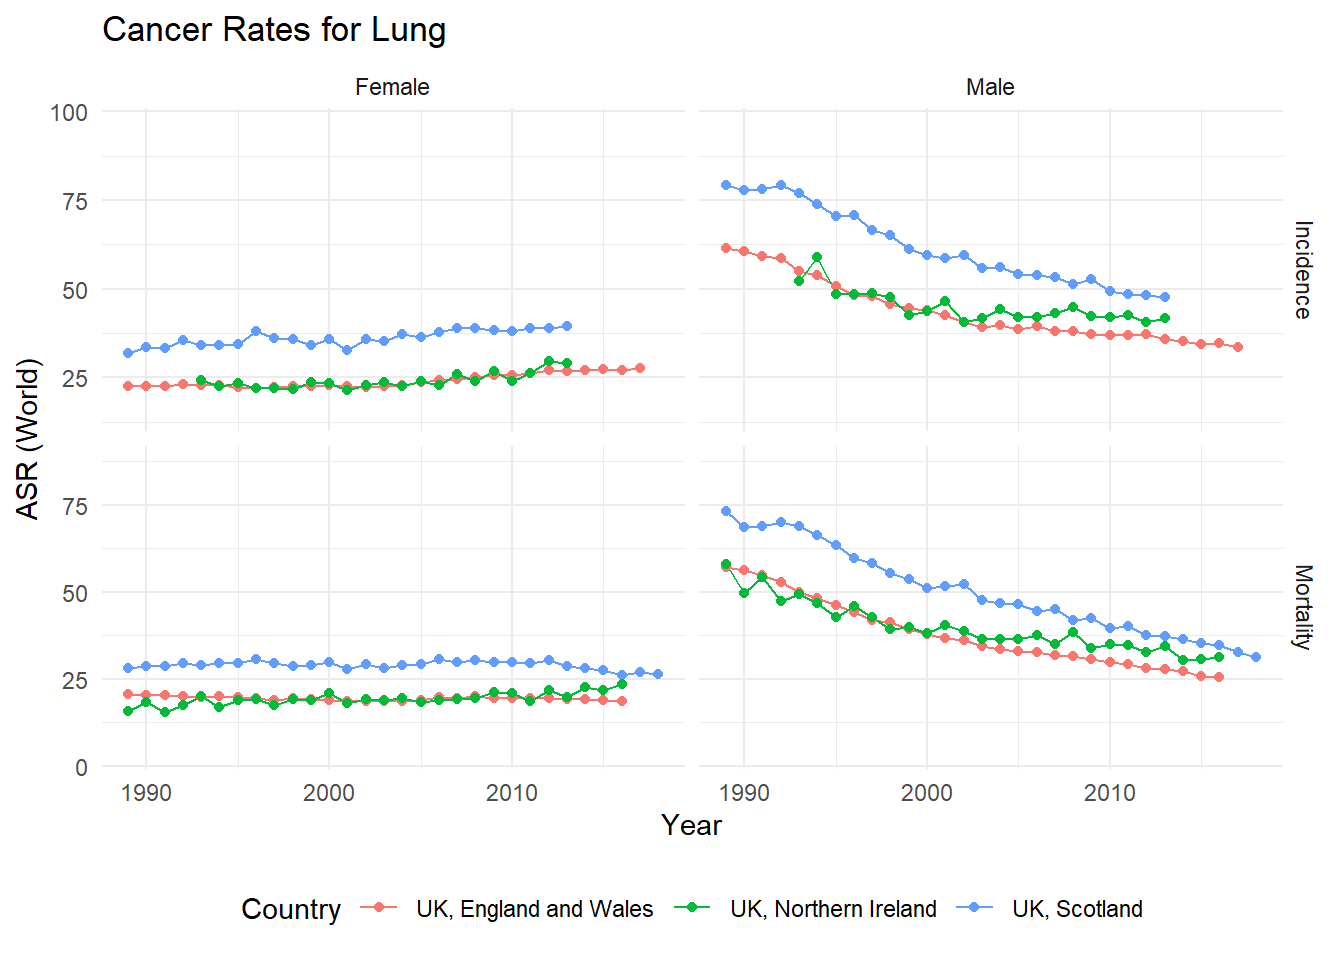 Cancer Rates for Lung
Female
Male
100
75
50
25
Incidence
ASR (World)
75
50
25
0
Mortality
1990
2000
2010
1990
2000
2010
Year
Country
UK, England and Wales
UK, Northern Ireland
UK, Scotland